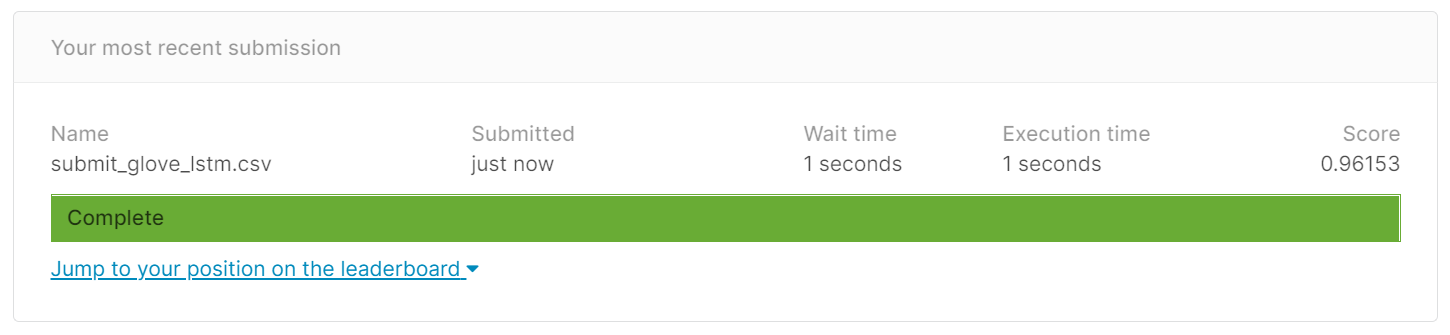 Your most recent submission
Name Submitted Wait time Execution time Score
submit_glove_lstm.csv just now 1 seconds 1 seconds 0.96153
Complete
Jump to your position on the leaderboard